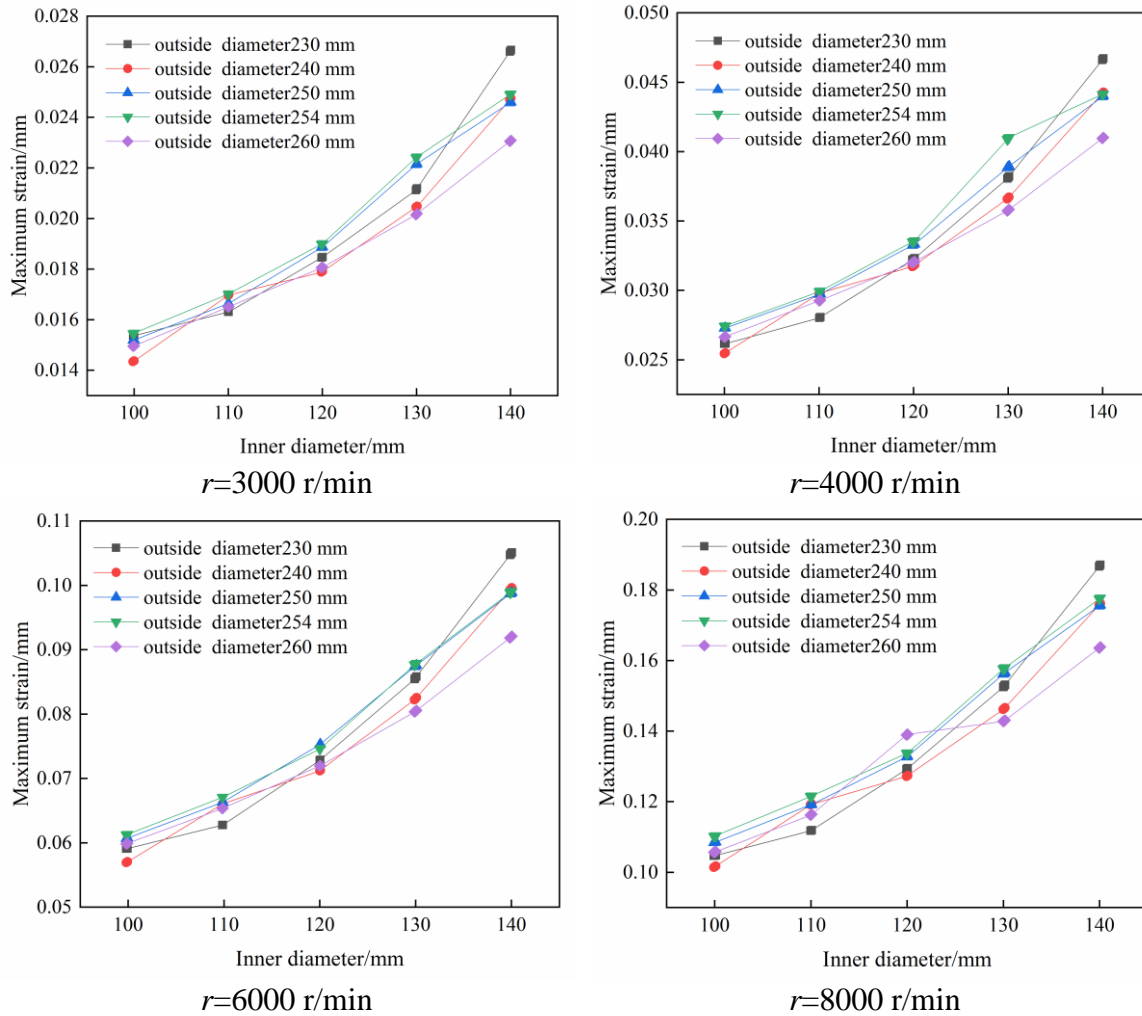 0.028
0.026
0.024
0.022
0.020
0.018
0.016
0.014
Maximum strain/mm
outside diameter230 mm
outside diameter240 mm
outside diameter250 mm
outside diameter254 mm
outside diameter260 mm
100 110 120 130 140
Inner diameter/mm
r=3000 r/min
0.050
0.045
0.040
0.035
0.030
0.025
Maximum strain/mm
outside diameter230 mm
outside diameter240 mm
outside diameter250 mm
outside diameter254 mm
outside diameter260 mm
100 110 120 130 140
Inner diameter/mm
r=4000 r/min
0.11
0.10
0.09
0.08
0.07
0.06
0.05
Maximum strain/mm
outside diameter230 mm
outside diameter240 mm
outside diameter250 mm
outside diameter254 mm
outside diameter260 mm
100 110 120 130 140
Inner diameter/mm
r=6000 r/min
0.20
0.18
0.16
0.14
0.12
0.10
Maximum strain/mm
outside diameter230 mm
outside diameter240 mm
outside diameter250 mm
outside diameter254 mm
outside diameter260 mm
100 110 120 130 140
Inner diameter/mm
r=8000 r/min